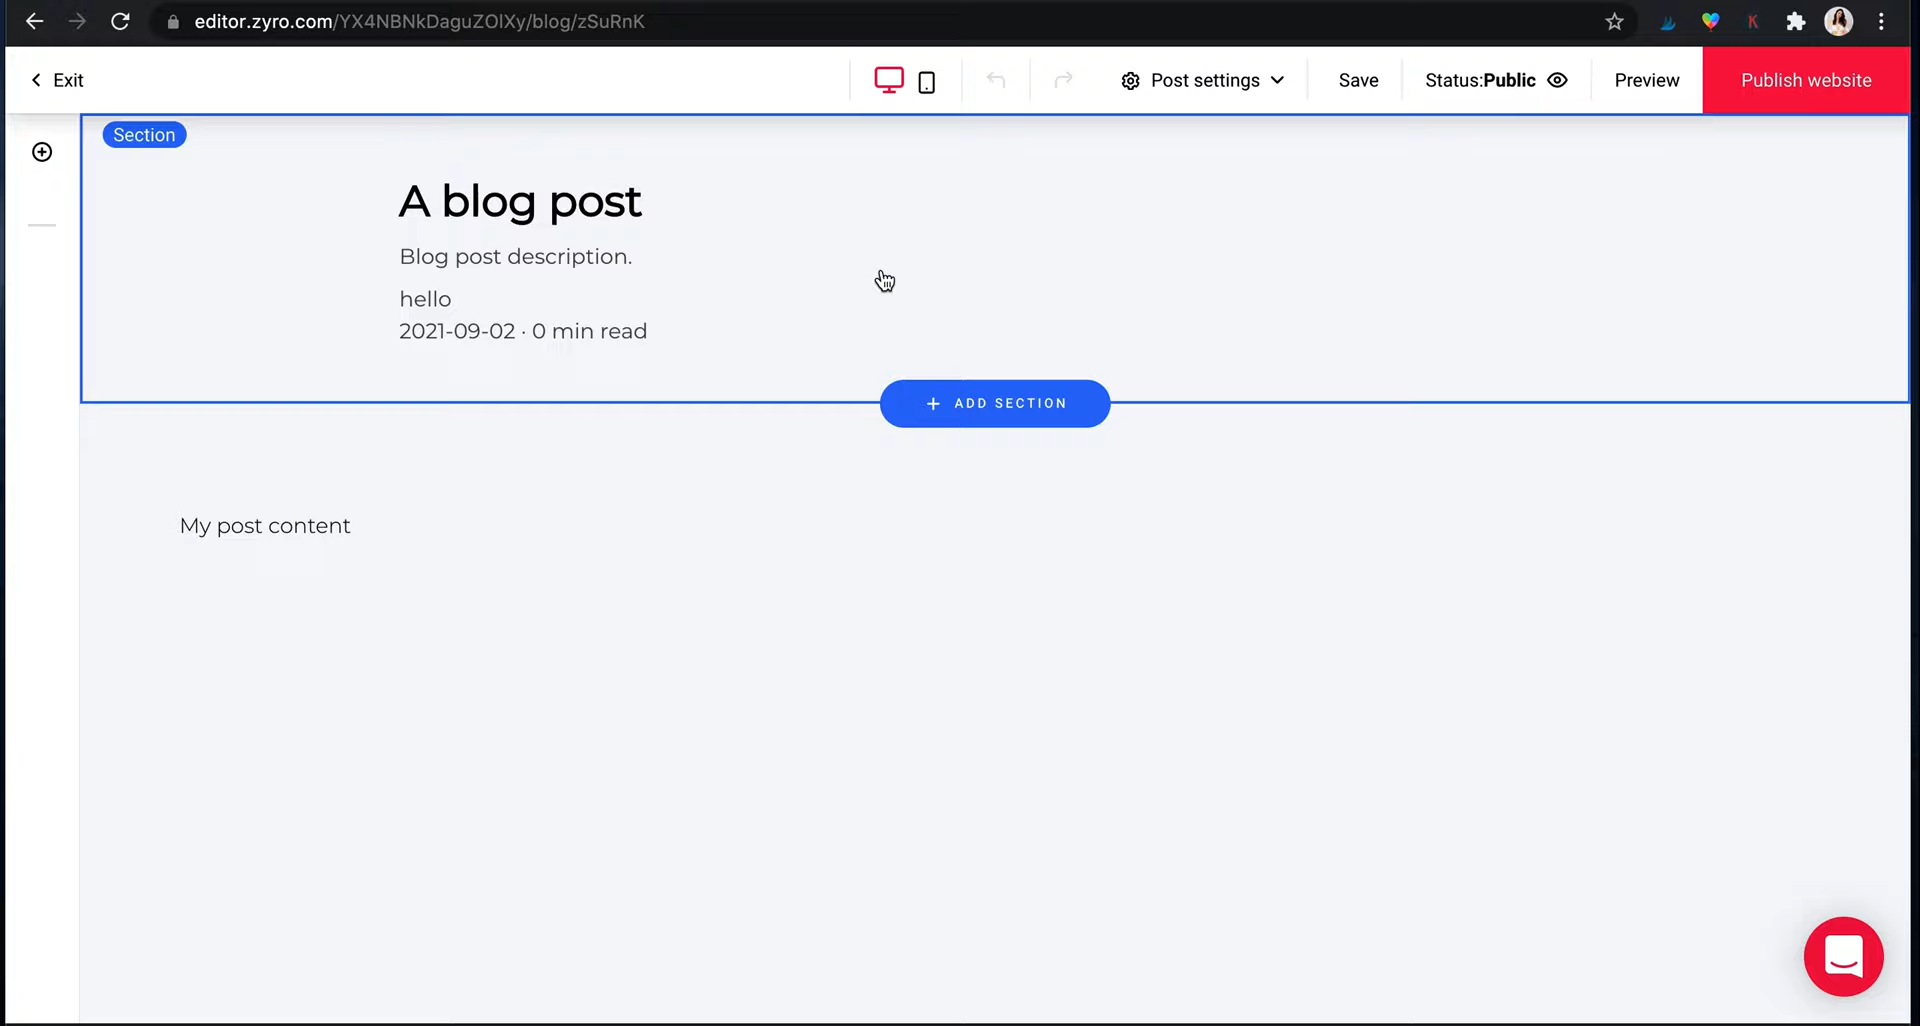 editor.zyro.com/YX4NBNkDaguZOlXy/blog/zSuRnK
Exit
Post settings
Save
Status:Public
Preview
Publish website
Section
A blog post
Blog post description.
hello
2021-09-02 · 0 min read
+ ADD SECTION
My post content